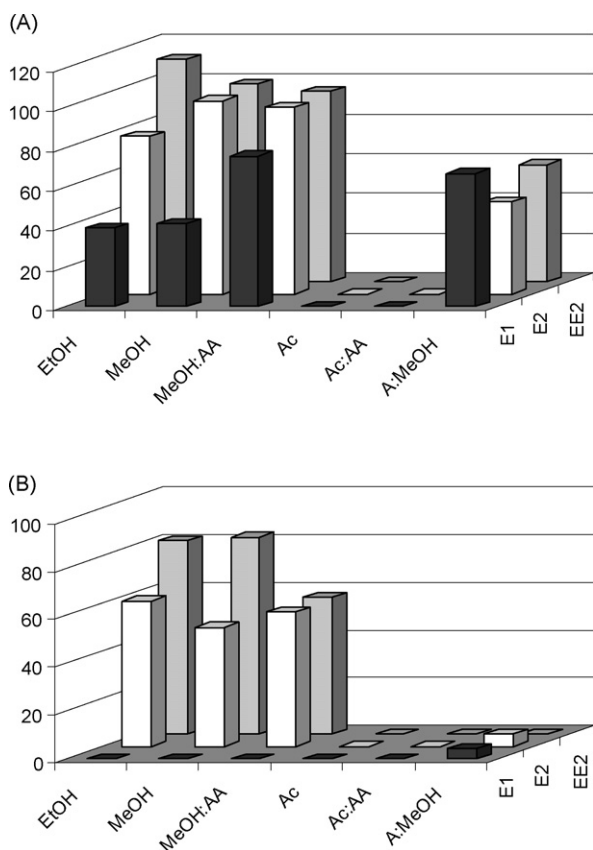 (A)
120
100
80
60
40
20
0
EtOH
MeOH
MeOH:AA
Ac
Ac:AA
A:MeOH
E1
E2
EE2
(B)
100
80
60
40
20
0
EtOH
MeOH
MeOH:AA
Ac
Ac:AA
A:MeOH
E1
E2
EE2